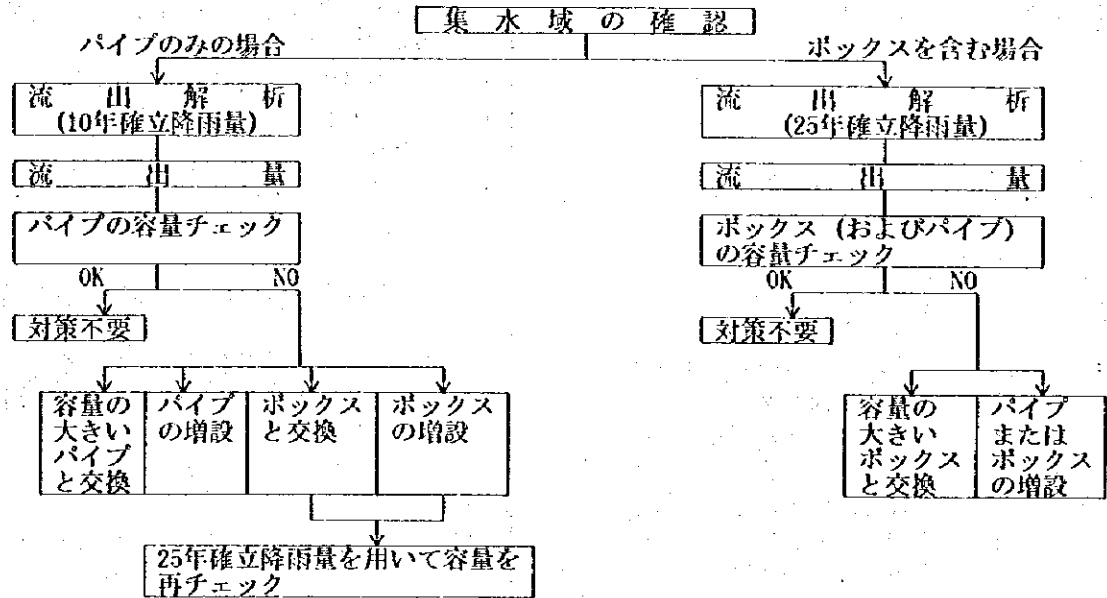 集水域の確認
パイプのみの場合
ボックスを含む場合
流出解析
(10年確立降雨量)
流出量
パイプの容量チェック
OK NO
対策不要
容量の
大きい
パイプ
と交換
パイプ
の増設
ボックス
と交換
ボックス
の増設
25年確立降雨量を用いて容量を
再チェック
流出解析
(25年確立降雨量)
流出量
ボックス (およびパイプ)
の容量チェック
OK NO
対策不要
容量の
大きい
ボックス
と交換
パイプ
または
ボックス
の増設